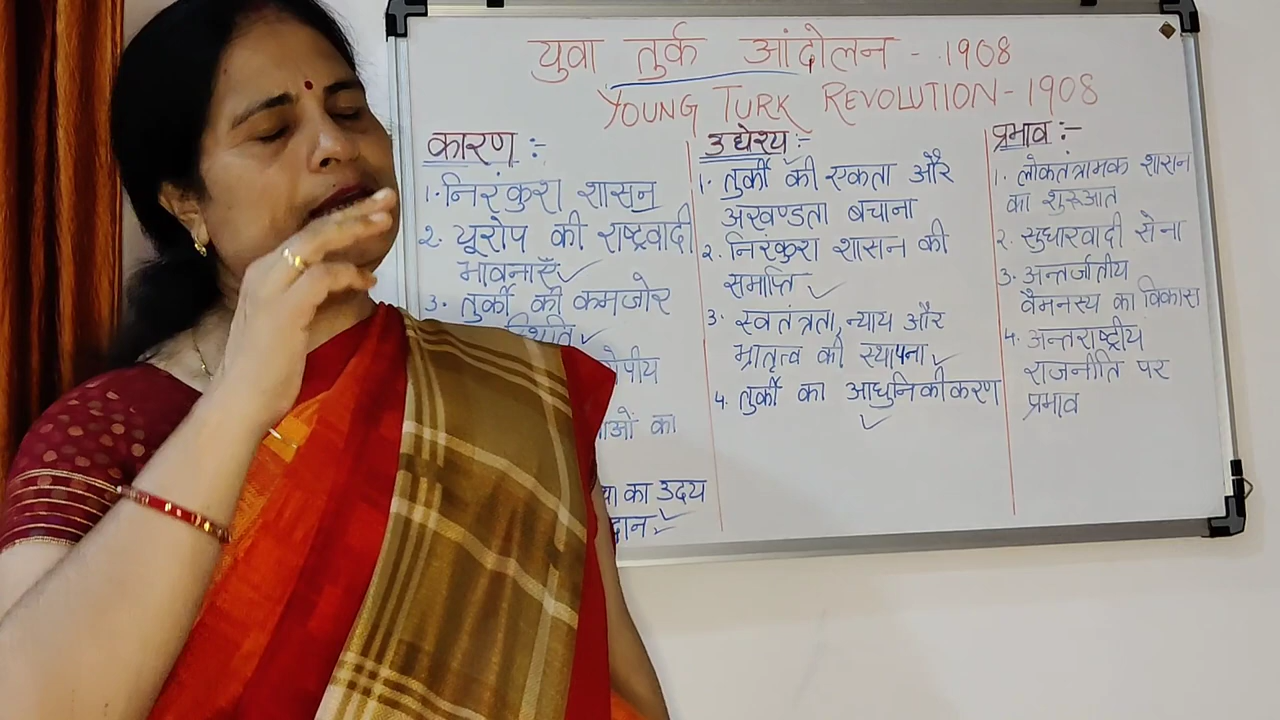 युवा तुर्क आंदोलन - 1908
YOUNG TURK REVOLUTION - 1908
कारण :-
1. निरंकुश शासन
2. यूरोप की राष्ट्रवादी
भावनाएँ
3. तुर्की की कमजोर
स्थिति
का
का उदय
उद्येश्य :-
1. तुर्की की एकता और
अखण्डता बचाना
2. निरकुश शासन की
समाप्ति
3. स्वतंत्रता, न्याय और
भ्रातृत्त्व की स्थापना
4. तुर्की का आधुनिकीकरण
प्रभाव :-
1. लोकतंत्रामक शासन
का शुरूआत
2. सुधारवादी सेना
3. अन्तर्जातीय
वैमनस्य का विकास
4. अन्तराष्ट्रीय
राजनीति पर
प्रभाव